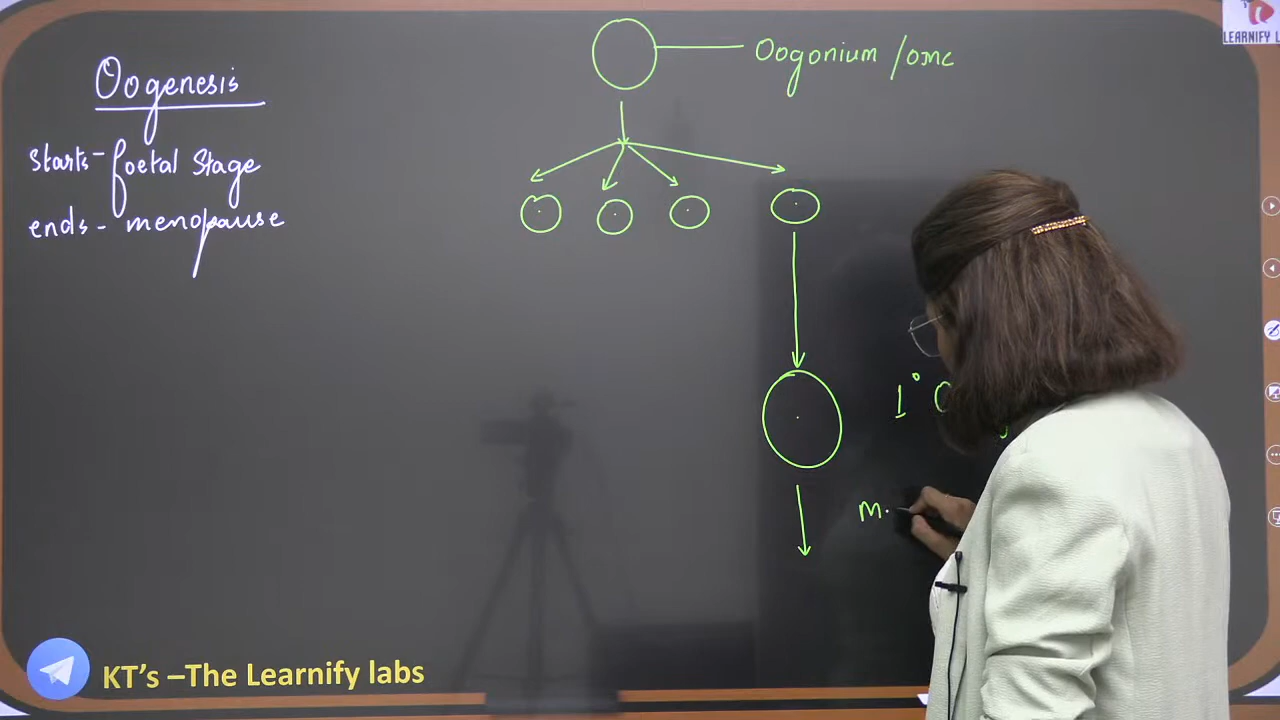 Oogenesis
starts- foetal stage
ends- menopause
Oogonium /omc
1°
m.
KT's –The Learnify labs
LEARNIFY L